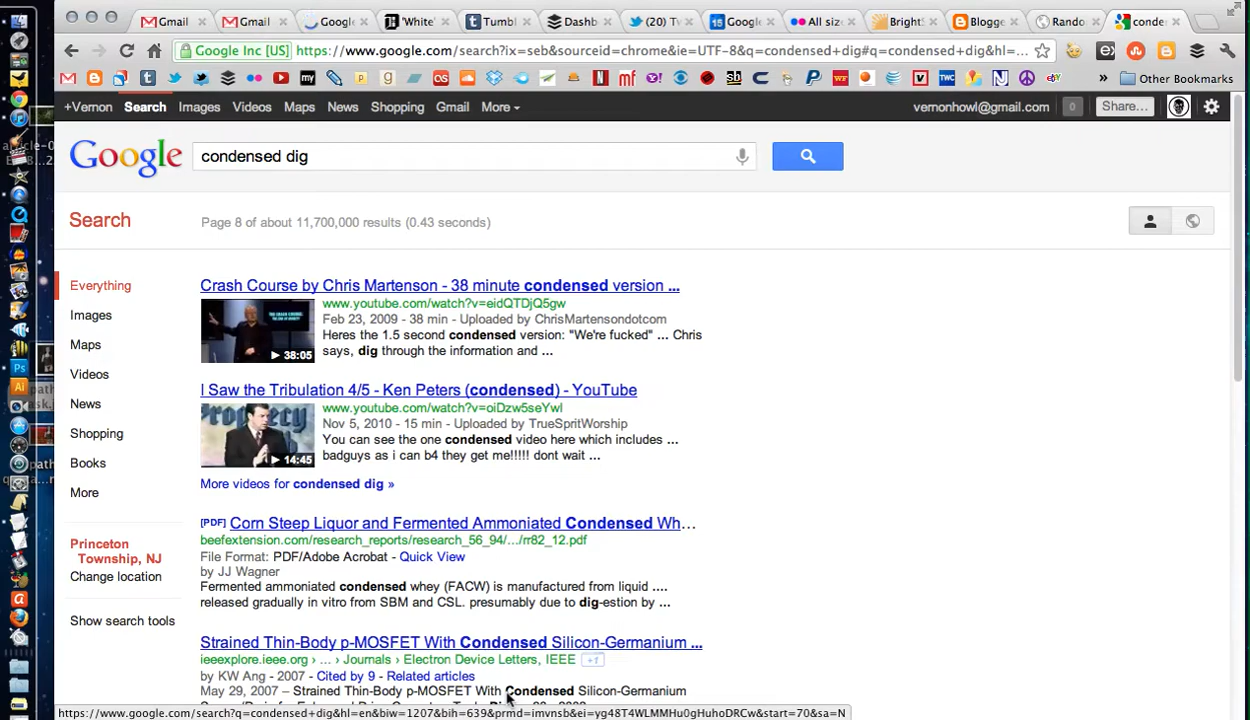 Gmail
Gmail
Google
'White'
Tumbl
Dashb
(20) Tw
Google
All size
BrightS
Blogge
Rando
conde
Google Inc [US] https://www.google.com/search?ix=seb&sourceid=chrome&ie=UTF-8&q=condensed+dig#q=condensed+dig&hl=...
Other Bookmarks
+Vernon Search Images Videos Maps News Shopping Gmail More
vernonhowl@gmail.com 0 Share...
Google
condensed dig
Search
Page 8 of about 11,700,000 results (0.43 seconds)
Everything
Images
Maps
Videos
News
Shopping
Books
More
Princeton
Township, NJ
Change location
Show search tools
Crash Course by Chris Martenson - 38 minute condensed version ...
www.youtube.com/watch?v=eidQTDjQ5gw
Feb 23, 2009 - 38 min - Uploaded by ChrisMartensondotcom
Heres the 1.5 second condensed version: "We're fucked" ... Chris
says, dig through the information and ...
38:05
I Saw the Tribulation 4/5 - Ken Peters (condensed) - YouTube
www.youtube.com/watch?v=oiDzw5seYwI
Nov 5, 2010 - 15 min - Uploaded by TrueSpritWorship
You can see the one condensed video here which includes ...
badguys as i can b4 they get me!!!!! dont wait ...
14:45
More videos for condensed dig »
[PDF] Corn Steep Liquor and Fermented Ammoniated Condensed Wh...
beefextension.com/research_reports/research_56_94/.../rr82_12.pdf
File Format: PDF/Adobe Acrobat - Quick View
by JJ Wagner
Fermented ammoniated condensed whey (FACW) is manufactured from liquid ....
released gradually in vitro from SBM and CSL. presumably due to dig-estion by ...
Strained Thin-Body p-MOSFET With Condensed Silicon-Germanium ...
ieeexplore.ieee.org › ... › Journals › Electron Device Letters, IEEE +1
by KW Ang - 2007 - Cited by 9 - Related articles
May 29, 2007 – Strained Thin-Body p-MOSFET With Condensed Silicon-Germanium
https://www.google.com/search?q=condensed+dig&hl=en&biw=1207&bih=639&prmd=imvnsb&ei=yg48T4WLMMHu0gHuhoDRCw&start=70&sa=N